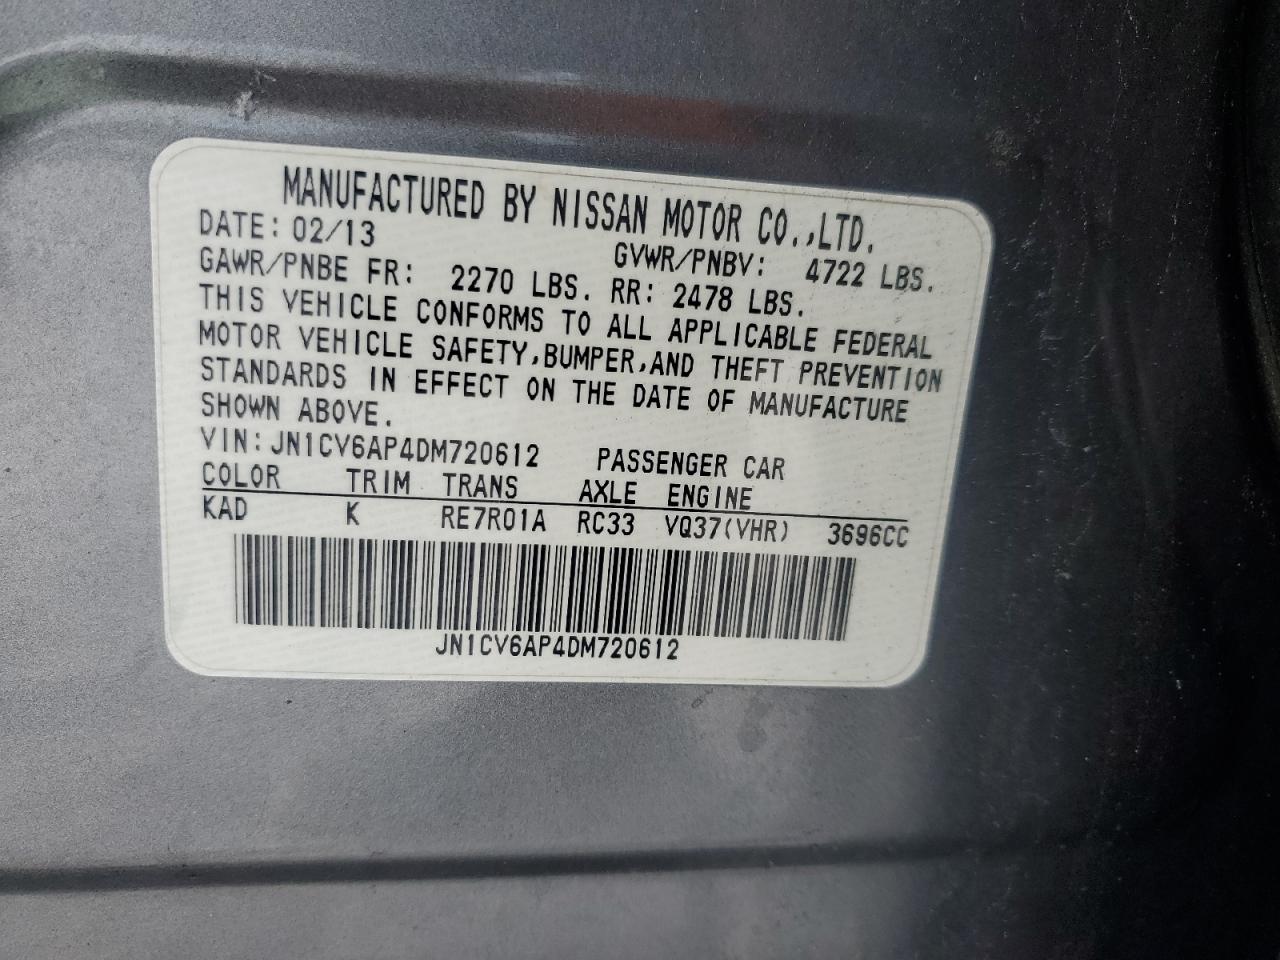 MANUFACTURED BY NISSAN MOTOR CO.,LTD.
DATE: 02/13 GVWR/PNBV: 4722 LBS.
GAWR/PNBE FR: 2270 LBS. RR: 2478 LBS.
THIS VEHICLE CONFORMS TO ALL APPLICABLE FEDERAL
MOTOR VEHICLE SAFETY,BUMPER,AND THEFT PREVENTION
STANDARDS IN EFFECT ON THE DATE OF MANUFACTURE
SHOWN ABOVE.
VIN:JN1CV6AP4DM720612 PASSENGER CAR
COLOR TRIM TRANS AXLE ENGINE
KAD K RE7R01A RC33 VQ37(VHR) 3696CC
JN1CV6AP4DM720612